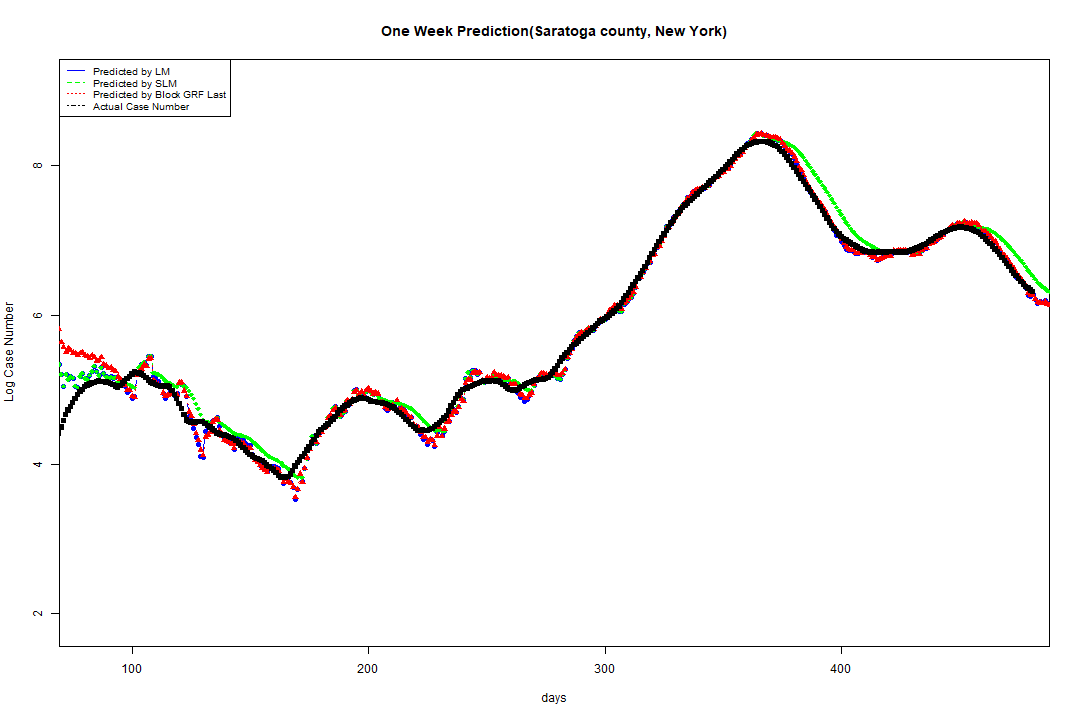 One Week Prediction(Saratoga county, New York)
Predicted by LM
Predicted by SLM
Predicted by Block GRF Last
Actual Case Number
Log Case Number
8
6
4
2
100 200 300 400
days